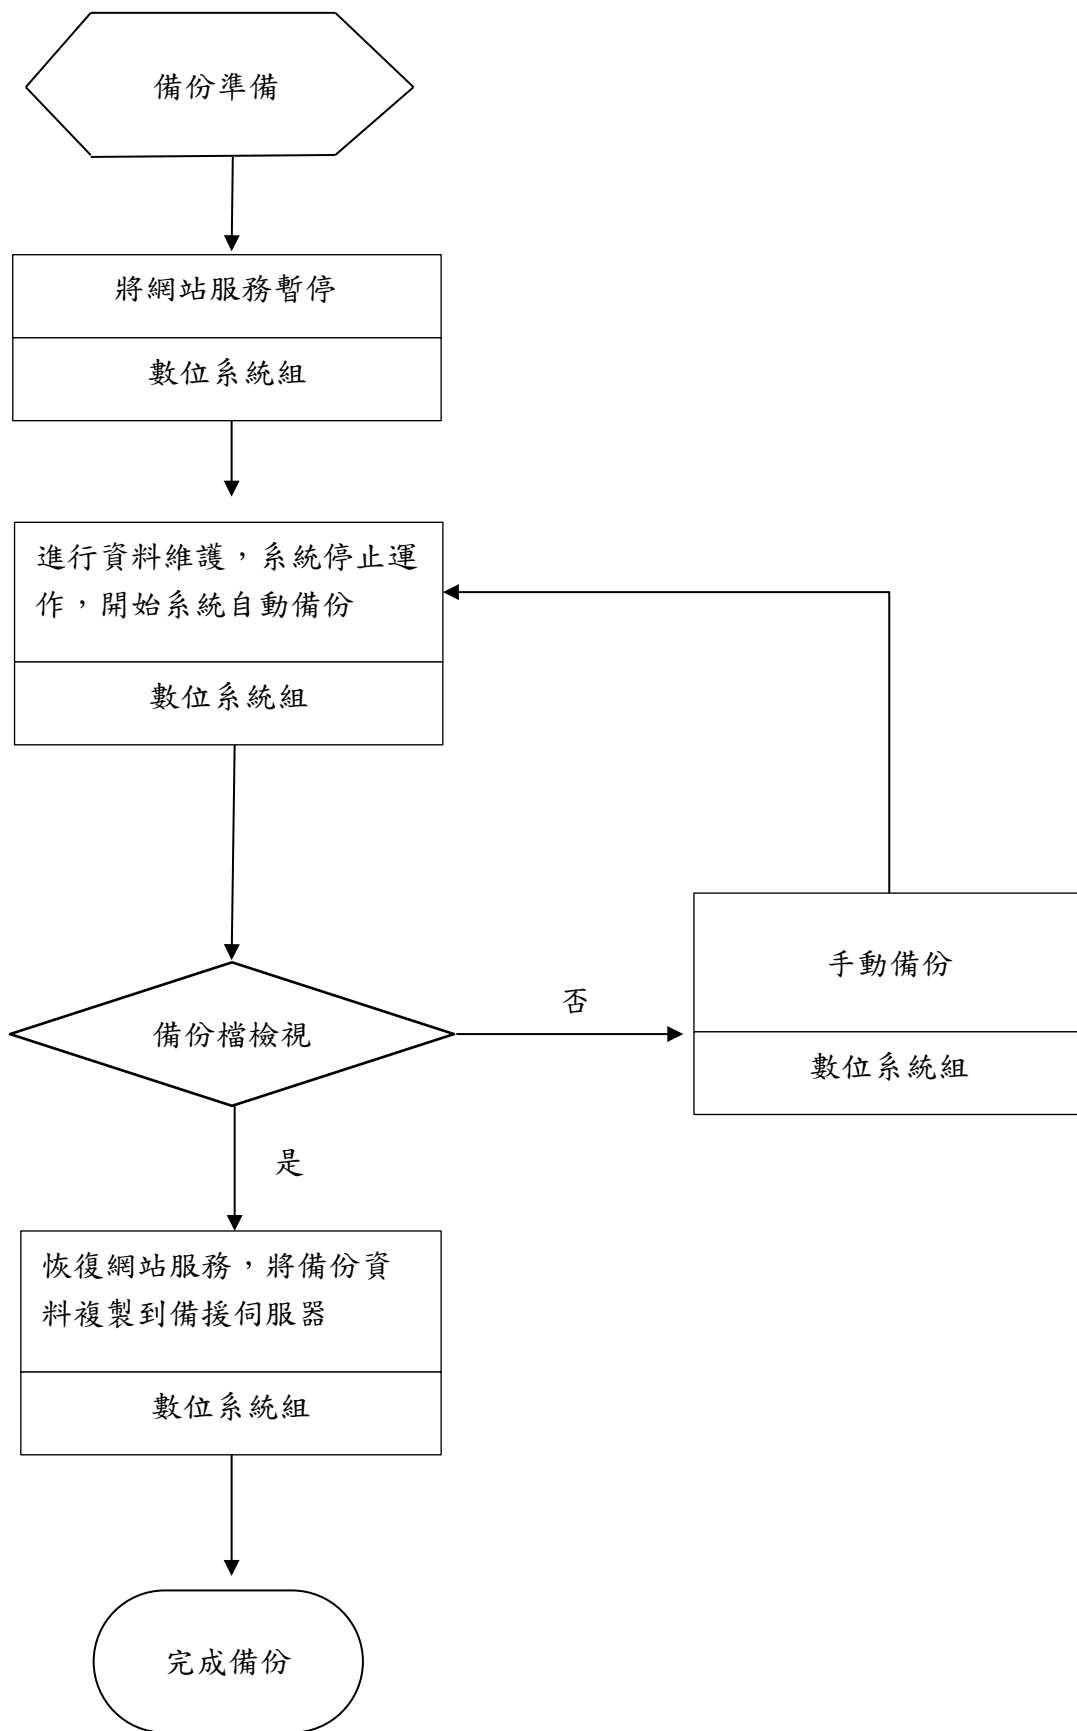 備份準備
將網站服務暫停
數位系統組
進行資料維護，系統停止運
作，開始系統自動備份
數位系統組
備份檔檢視
否
手動備份
數位系統組
是
恢復網站服務，將備份資
料複製到備援伺服器
數位系統組
完成備份